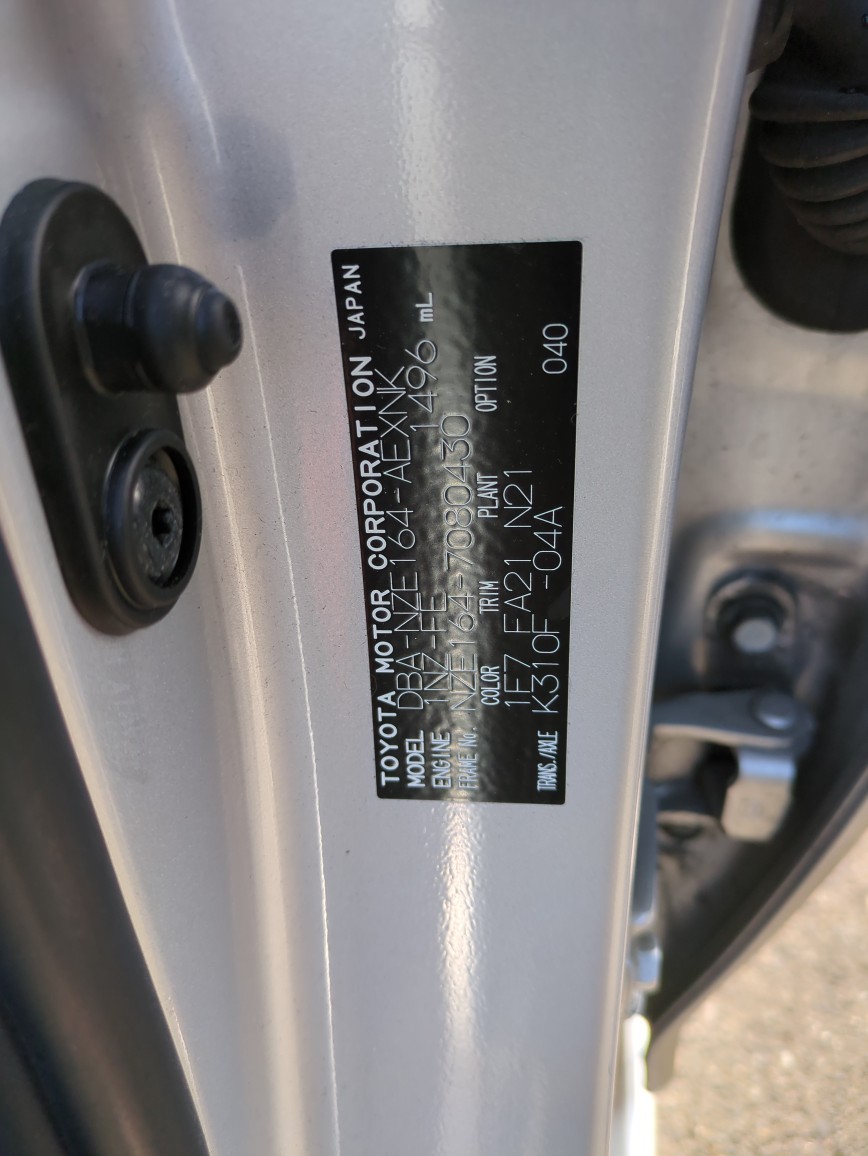 TOYOTA MOTOR CORPORATION JAPAN
MODEL DBA-NZE164-AEXNK
ENGINE 1NZ-FE 1496 mL
FRAME No. NZE164-7080430
COLOR TRIM PLANT OPTION
1F7 FA21 N21
TRANS./AXLE K310F -04A 040